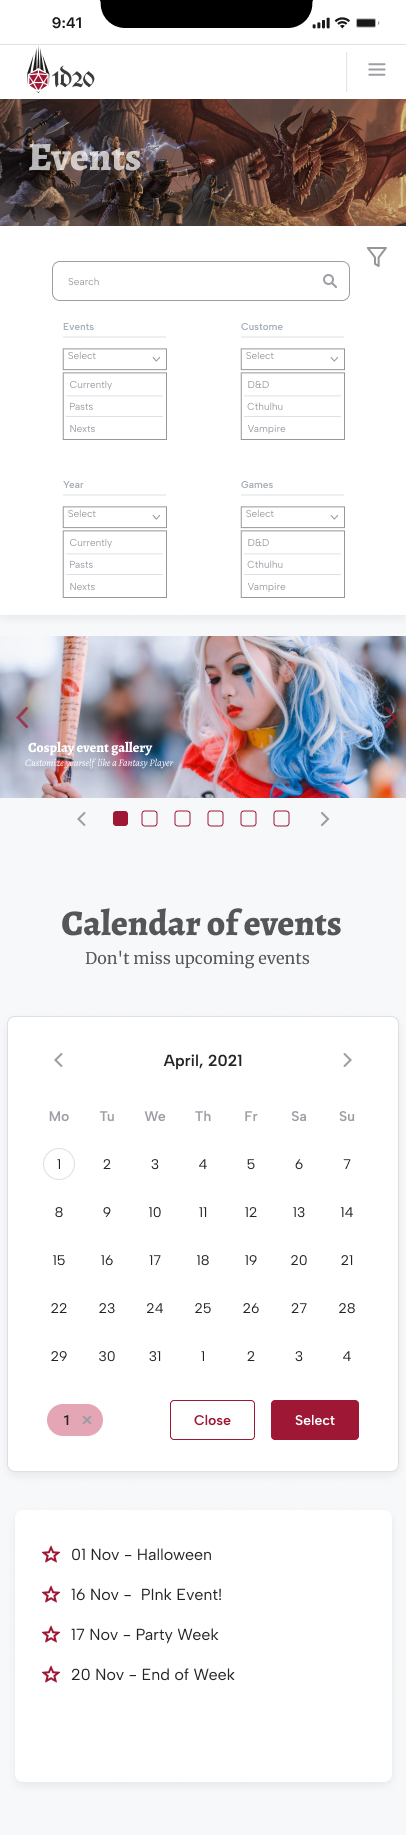 9:41
1d20
Events
Search
Events Custome
Select Select
Currently D&D
Pasts Cthulhu
Nexts Vampire
Year Games
Select Select
Currently D&D
Pasts Cthulhu
Nexts Vampire
Cosplay event gallery
Customize yourself like a Fantasy Player
Calendar of events
Don't miss upcoming events
April, 2021
Mo Tu We Th Fr Sa Su
1 2 3 4 5 6 7
8 9 10 11 12 13 14
15 16 17 18 19 20 21
22 23 24 25 26 27 28
29 30 31 1 2 3 4
1 Close Select
01 Nov - Halloween
16 Nov - PInk Event!
17 Nov - Party Week
20 Nov - End of Week